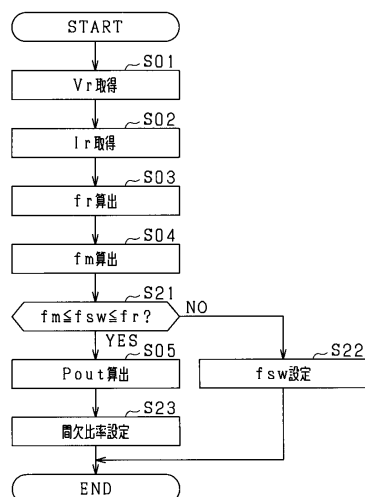 START
S01
Vr取得
S02
Ir取得
S03
fr算出
S04
fm算出
S21
fm≦fsw≦fr?
NO
YES
S05
Pout算出
S22
fsw設定
S23
間欠比率設定
END